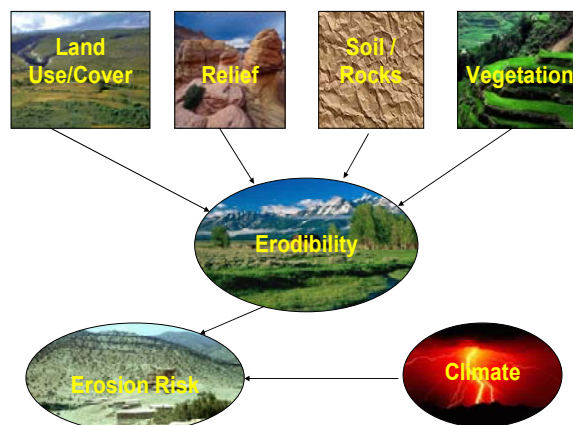 Land
Use/Cover
Relief
Soil /
Rocks
Vegetation
Erodibility
Erosion Risk
Climate